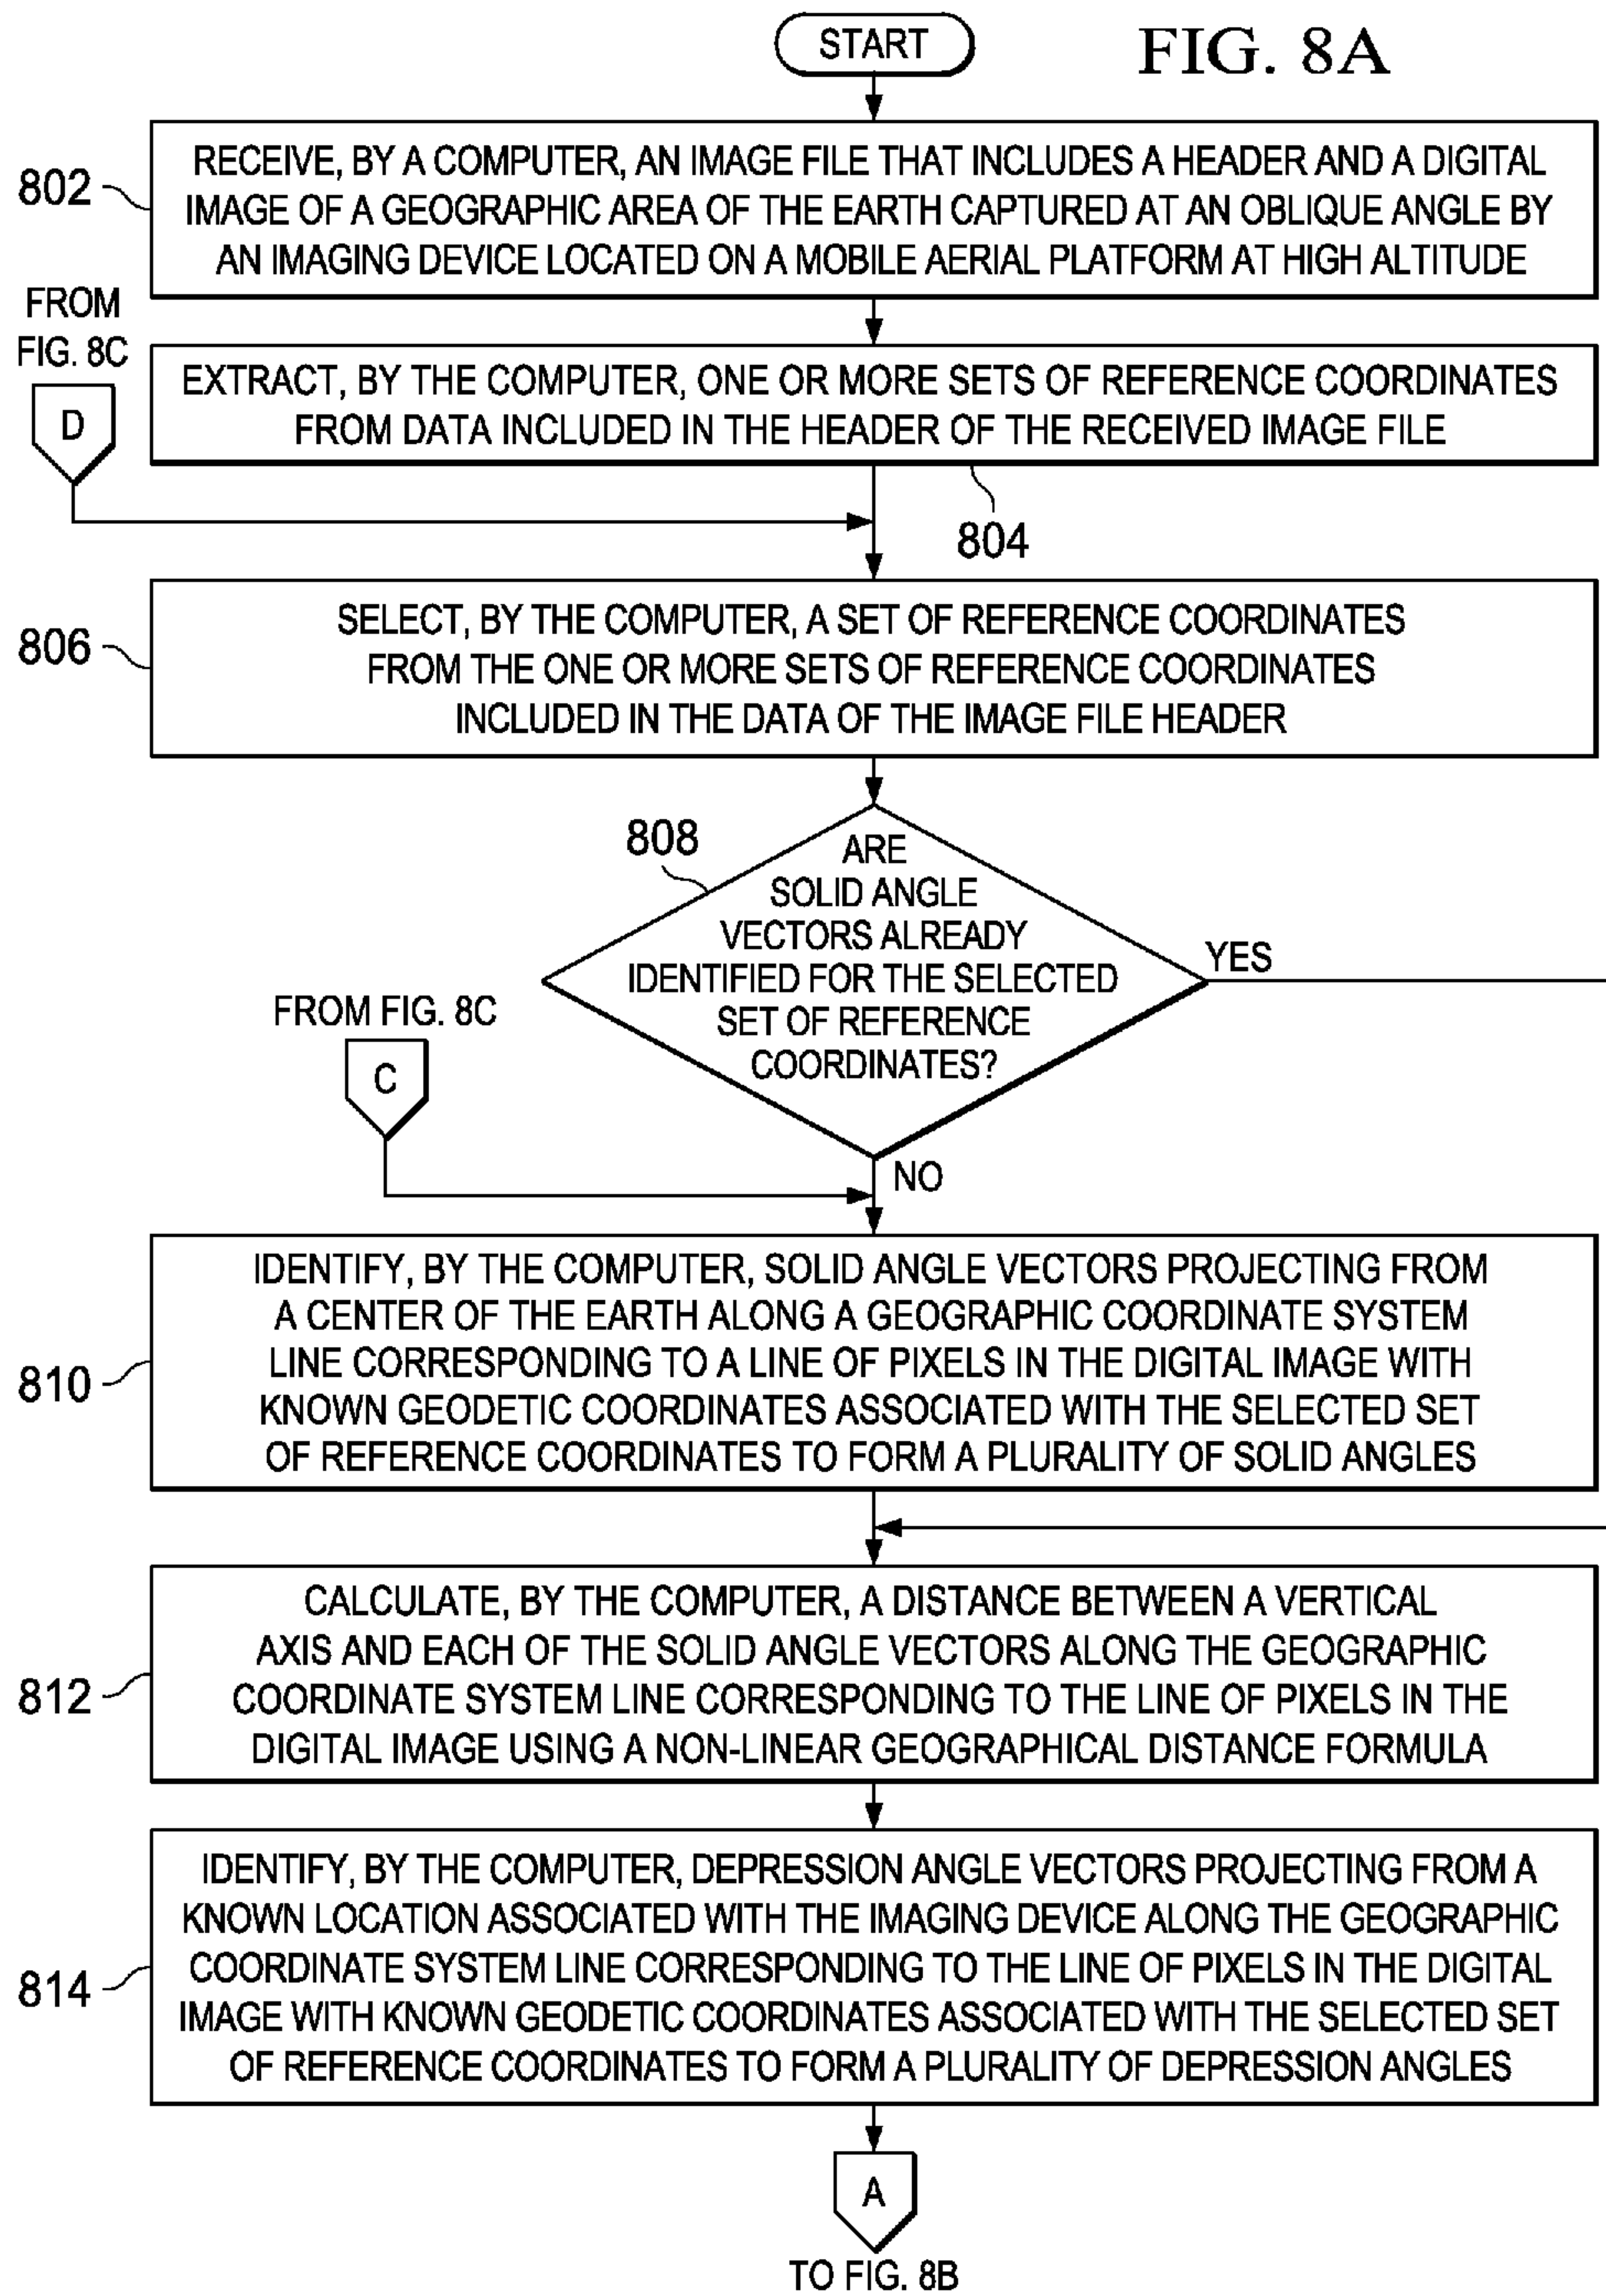 START
FIG. 8A
802
RECEIVE, BY A COMPUTER, AN IMAGE FILE THAT INCLUDES A HEADER AND A DIGITAL
IMAGE OF A GEOGRAPHIC AREA OF THE EARTH CAPTURED AT AN OBLIQUE ANGLE BY
AN IMAGING DEVICE LOCATED ON A MOBILE AERIAL PLATFORM AT HIGH ALTITUDE
FROM
FIG. 8C
D
EXTRACT, BY THE COMPUTER, ONE OR MORE SETS OF REFERENCE COORDINATES
FROM DATA INCLUDED IN THE HEADER OF THE RECEIVED IMAGE FILE
804
806
SELECT, BY THE COMPUTER, A SET OF REFERENCE COORDINATES
FROM THE ONE OR MORE SETS OF REFERENCE COORDINATES
INCLUDED IN THE DATA OF THE IMAGE FILE HEADER
808
ARE
SOLID ANGLE
VECTORS ALREADY
IDENTIFIED FOR THE SELECTED
SET OF REFERENCE
COORDINATES?
YES
FROM FIG. 8C
C
NO
810
IDENTIFY, BY THE COMPUTER, SOLID ANGLE VECTORS PROJECTING FROM
A CENTER OF THE EARTH ALONG A GEOGRAPHIC COORDINATE SYSTEM
LINE CORRESPONDING TO A LINE OF PIXELS IN THE DIGITAL IMAGE WITH
KNOWN GEODETIC COORDINATES ASSOCIATED WITH THE SELECTED SET
OF REFERENCE COORDINATES TO FORM A PLURALITY OF SOLID ANGLES
812
CALCULATE, BY THE COMPUTER, A DISTANCE BETWEEN A VERTICAL
AXIS AND EACH OF THE SOLID ANGLE VECTORS ALONG THE GEOGRAPHIC
COORDINATE SYSTEM LINE CORRESPONDING TO THE LINE OF PIXELS IN THE
DIGITAL IMAGE USING A NON-LINEAR GEOGRAPHICAL DISTANCE FORMULA
814
IDENTIFY, BY THE COMPUTER, DEPRESSION ANGLE VECTORS PROJECTING FROM A
KNOWN LOCATION ASSOCIATED WITH THE IMAGING DEVICE ALONG THE GEOGRAPHIC
COORDINATE SYSTEM LINE CORRESPONDING TO THE LINE OF PIXELS IN THE DIGITAL
IMAGE WITH KNOWN GEODETIC COORDINATES ASSOCIATED WITH THE SELECTED SET
OF REFERENCE COORDINATES TO FORM A PLURALITY OF DEPRESSION ANGLES
A
TO FIG. 8B